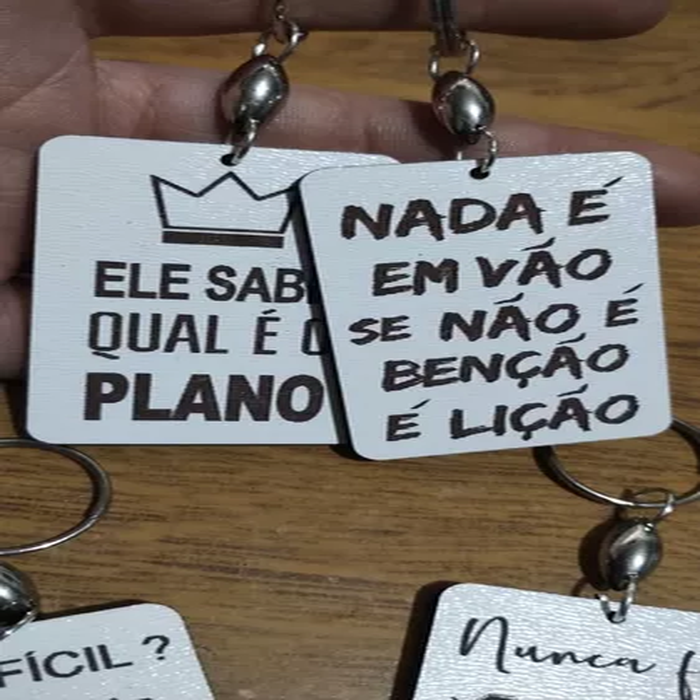 ELE SAB
QUAL É O
PLANO
NADA É
EM VÃO
SE NÃO É
BENÇÃO
É LIÇÃO
FÍCIL ?
Nunca